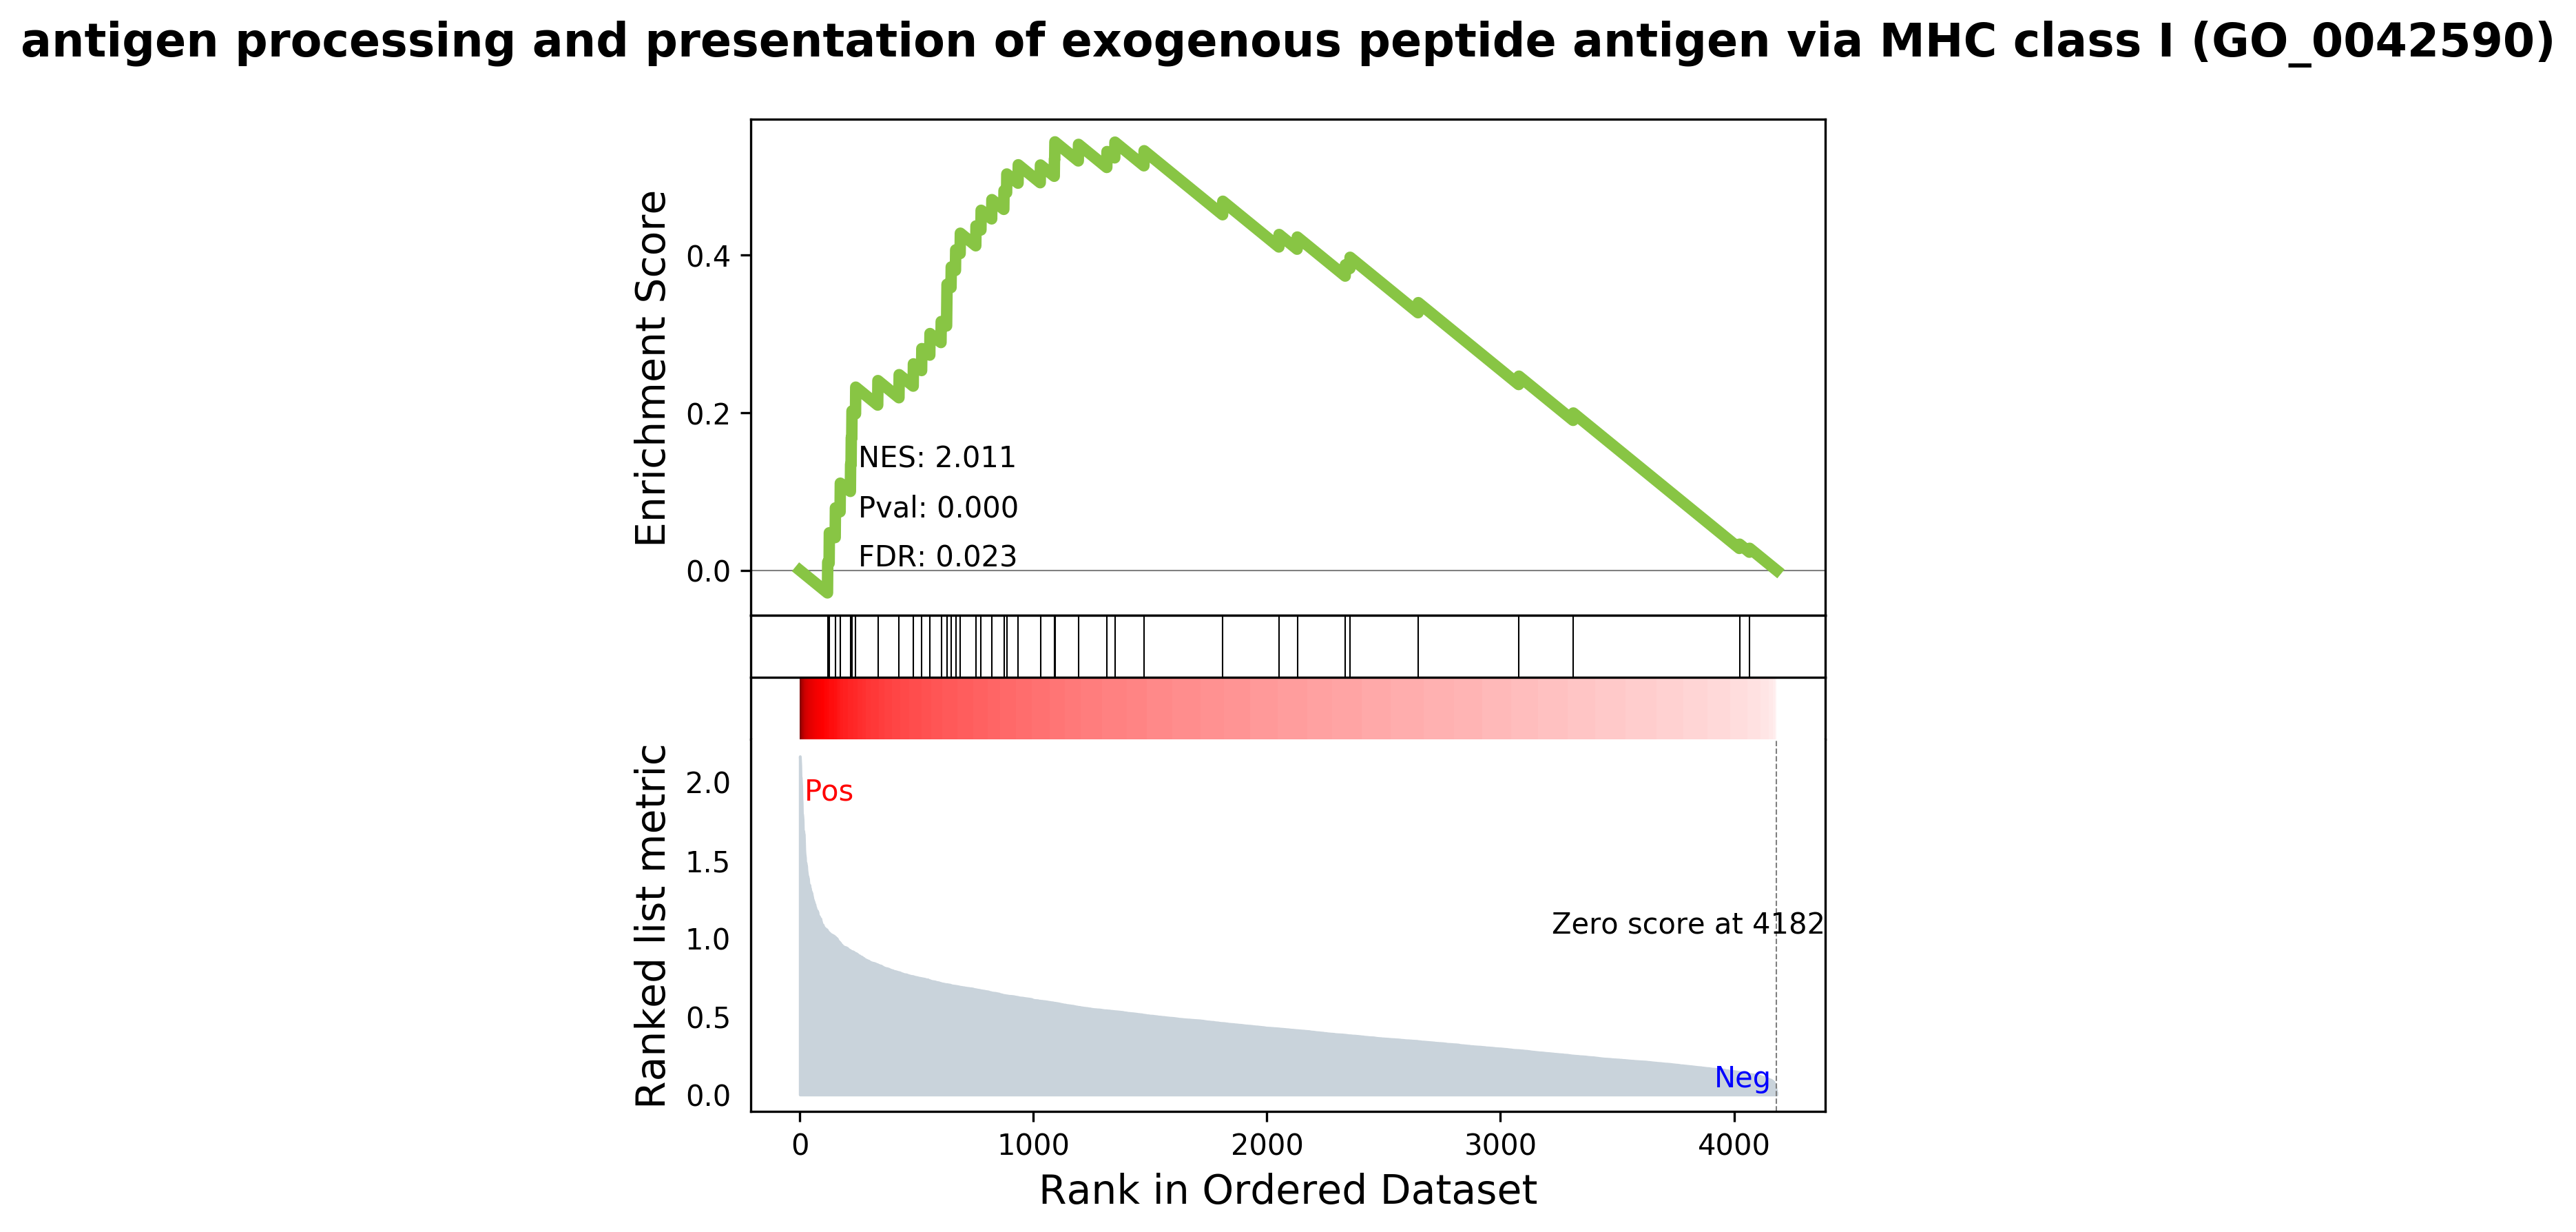 antigen processing and presentation of exogenous peptide antigen via MHC class I (GO_0042590)
Enrichment Score
0.4
0.2
0.0
NES: 2.011
Pval: 0.000
FDR: 0.023
Ranked list metric
2.0
1.5
1.0
0.5
0.0
Pos
Zero score at 4182
Neg
0 1000 2000 3000 4000
Rank in Ordered Dataset